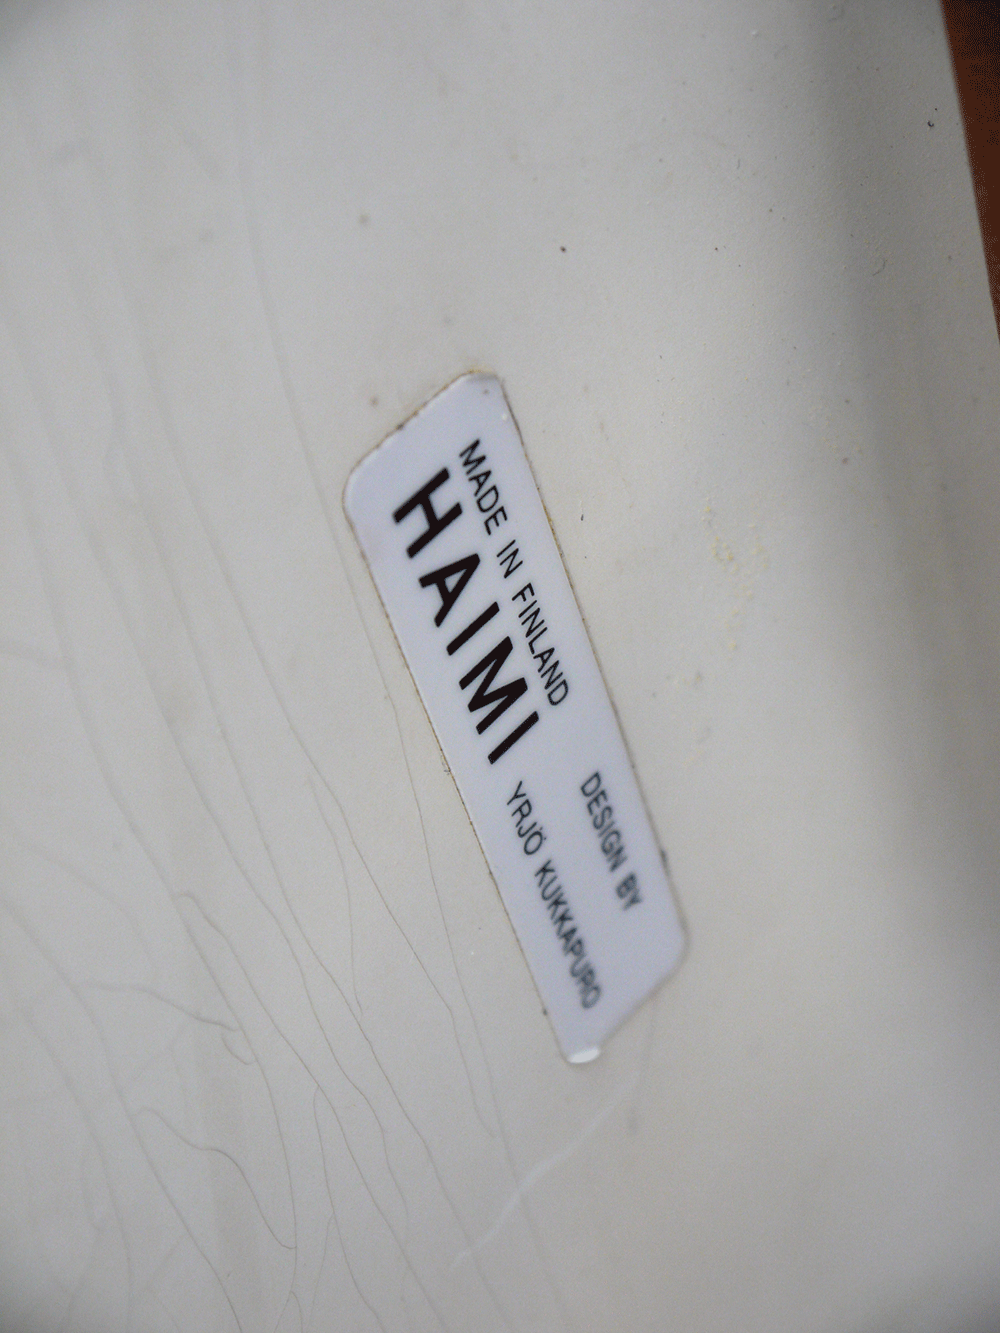 MADE IN FINLAND
HAIMI
DESIGN BY
YRJÖ KUKKAPURO